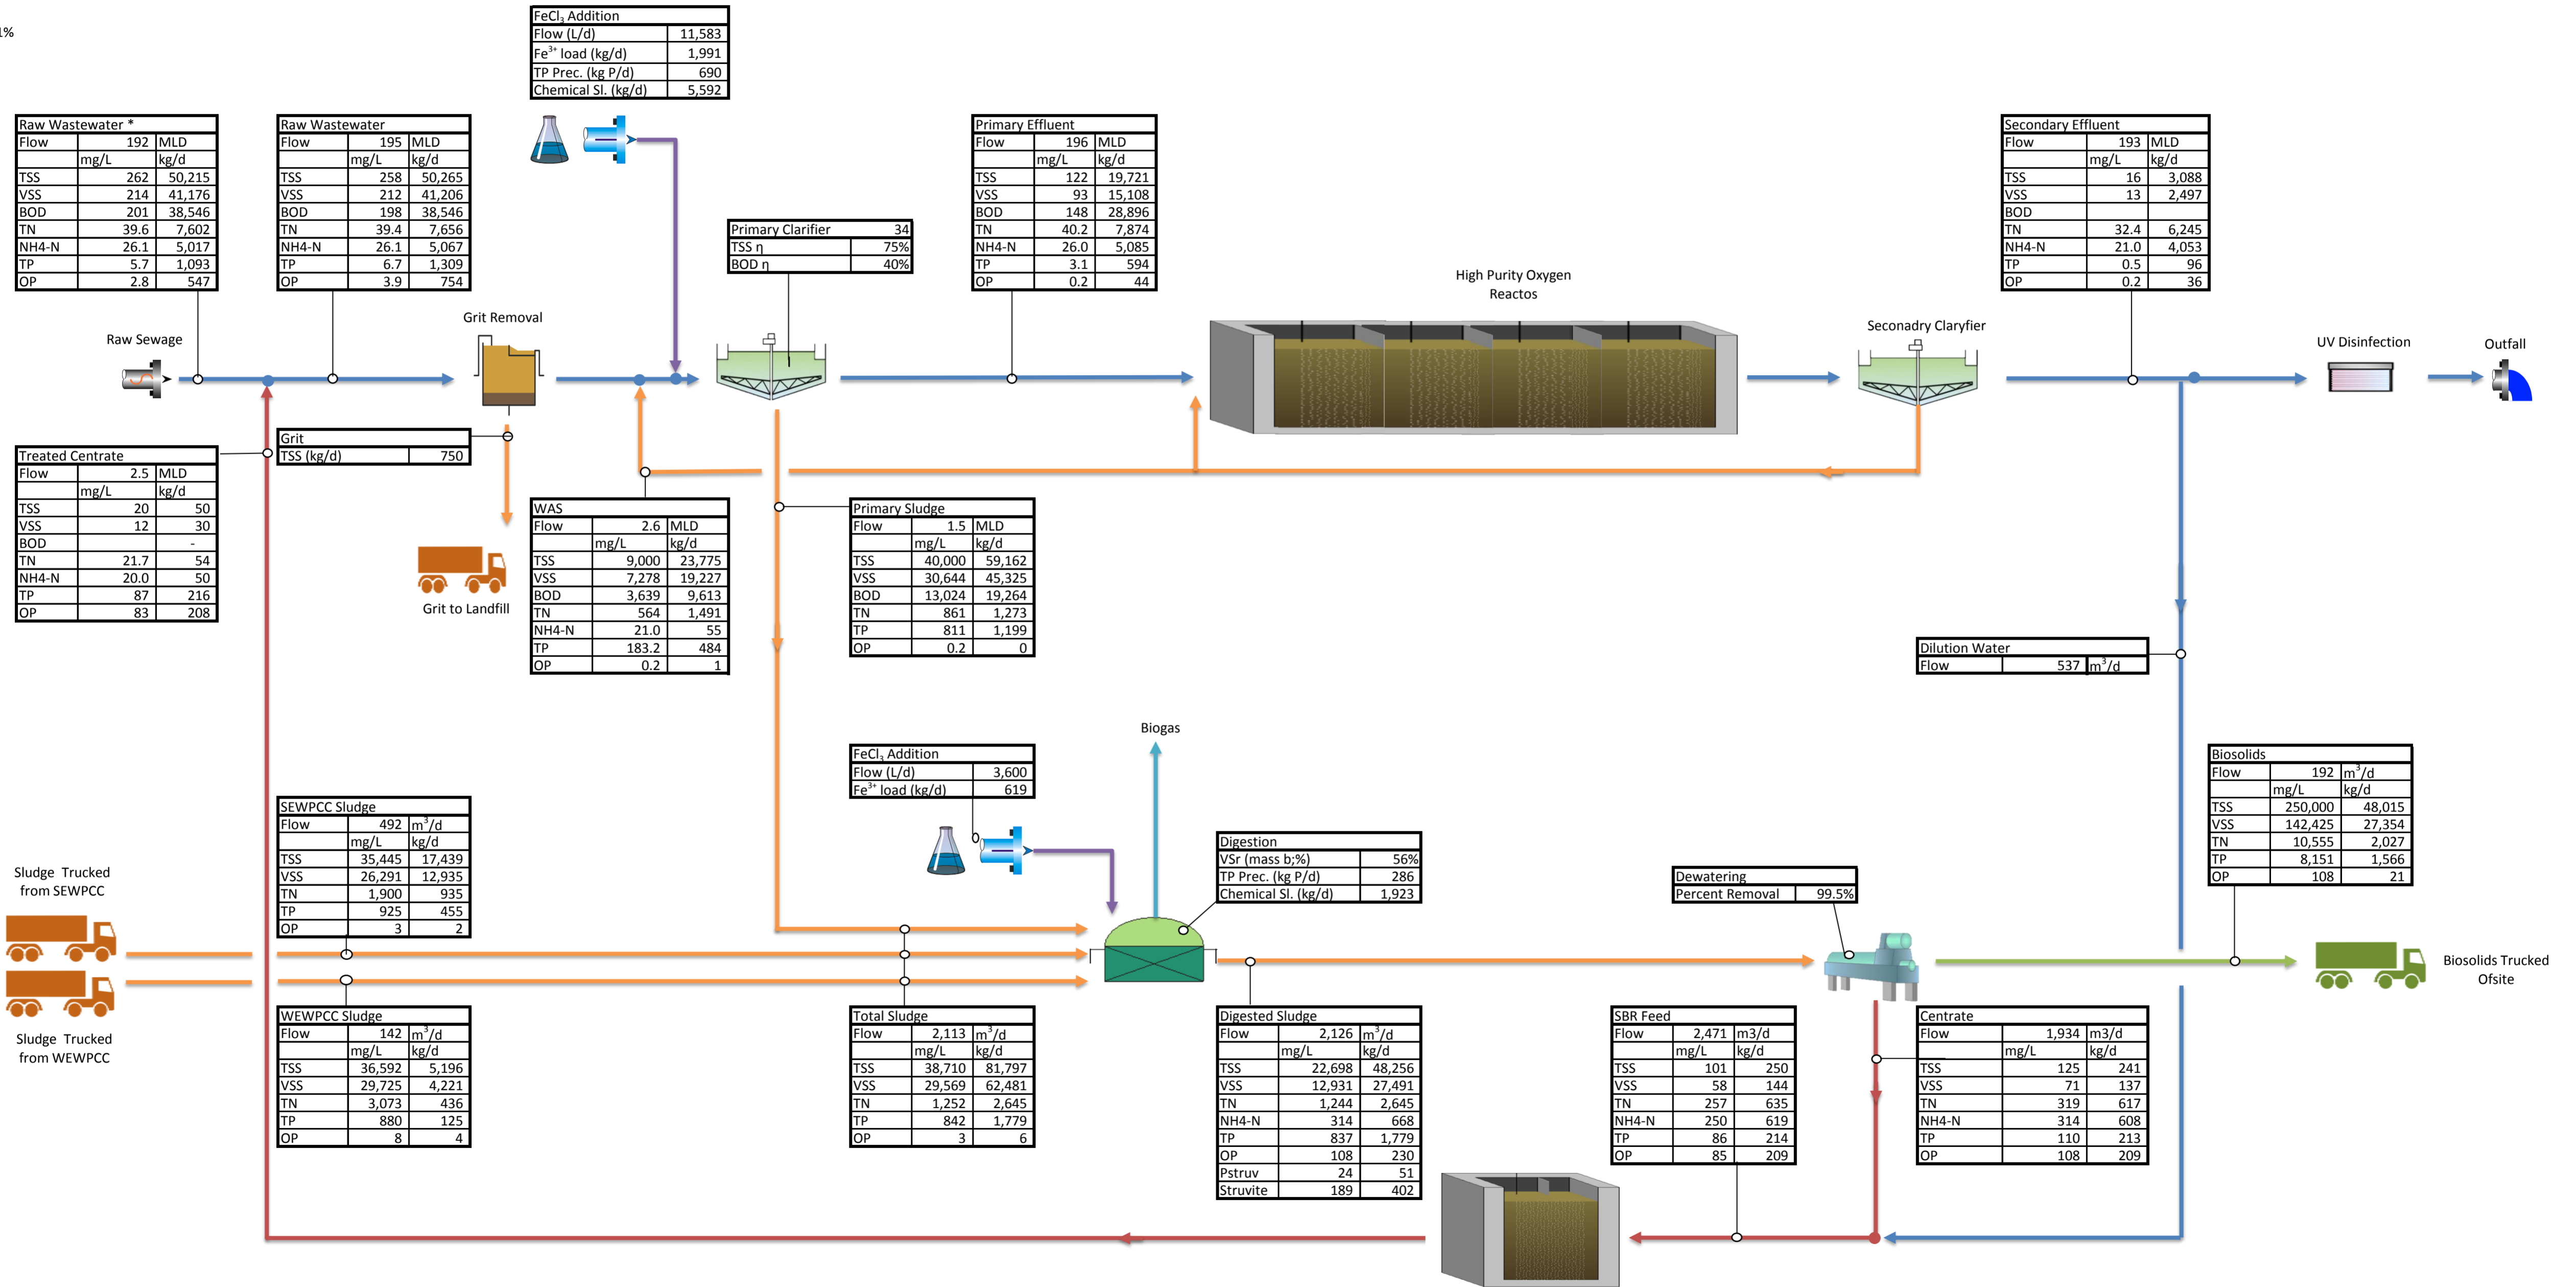 1%
FeCl3 Addition
Flow (L/d) 11,583
Fe3+ load (kg/d) 1,991
TP Prec. (kg P/d) 690
Chemical Sl. (kg/d) 5,592
Raw Wastewater *
Flow 192 MLD
mg/L kg/d
TSS 262 50,215
VSS 214 41,176
BOD 201 38,546
TN 39.6 7,602
NH4-N 26.1 5,017
TP 5.7 1,093
OP 2.8 547
Raw Wastewater
Flow 195 MLD
mg/L kg/d
TSS 258 50,265
VSS 212 41,206
BOD 198 38,546
TN 39.4 7,656
NH4-N 26.1 5,067
TP 6.7 1,309
OP 3.9 754
Primary Clarifier 34
TSS η 75%
BOD η 40%
Primary Effluent
Flow 196 MLD
mg/L kg/d
TSS 122 19,721
VSS 93 15,108
BOD 148 28,896
TN 40.2 7,874
NH4-N 26.0 5,085
TP 3.1 594
OP 0.2 44
Secondary Effluent
Flow 193 MLD
mg/L kg/d
TSS 16 3,088
VSS 13 2,497
BOD
TN 32.4 6,245
NH4-N 21.0 4,053
TP 0.5 96
OP 0.2 36
High Purity Oxygen
Reactos
Grit Removal
Raw Sewage
Seconadry Claryfier
UV Disinfection
Outfall
Grit
TSS (kg/d) 750
Treated Centrate
Flow 2.5 MLD
mg/L kg/d
TSS 20 50
VSS 12 30
BOD -
TN 21.7 54
NH4-N 20.0 50
TP 87 216
OP 83 208
Grit to Landfill
WAS
Flow 2.6 MLD
mg/L kg/d
TSS 9,000 23,775
VSS 7,278 19,227
BOD 3,639 9,613
TN 564 1,491
NH4-N 21.0 55
TP 183.2 484
OP 0.2 1
Primary Sludge
Flow 1.5 MLD
mg/L kg/d
TSS 40,000 59,162
VSS 30,644 45,325
BOD 13,024 19,264
TN 861 1,273
TP 811 1,199
OP 0.2 0
Dilution Water
Flow 537 m3/d
Biogas
FeCl3 Addition
Flow (L/d) 3,600
Fe3+ load (kg/d) 619
Biosolids
Flow 192 m3/d
mg/L kg/d
TSS 250,000 48,015
VSS 142,425 27,354
TN 10,555 2,027
TP 8,151 1,566
OP 108 21
SEWPCC Sludge
Flow 492 m3/d
mg/L kg/d
TSS 35,445 17,439
VSS 26,291 12,935
TN 1,900 935
TP 925 455
OP 3 2
Digestion
VSr (mass b;%) 56%
TP Prec. (kg P/d) 286
Chemical Sl. (kg/d) 1,923
Dewatering
Percent Removal 99.5%
Sludge Trucked
from SEWPCC
Sludge Trucked
from WEWPCC
Biosolids Trucked
Ofsite
WEWPCC Sludge
Flow 142 m3/d
mg/L kg/d
TSS 36,592 5,196
VSS 29,725 4,221
TN 3,073 436
TP 880 125
OP 8 4
Total Sludge
Flow 2,113 m3/d
mg/L kg/d
TSS 38,710 81,797
VSS 29,569 62,481
TN 1,252 2,645
TP 842 1,779
OP 3 6
Digested Sludge
Flow 2,126 m3/d
mg/L kg/d
TSS 22,698 48,256
VSS 12,931 27,491
TN 1,244 2,645
NH4-N 314 668
TP 837 1,779
OP 108 230
Pstruv 24 51
Struvite 189 402
SBR Feed
Flow 2,471 m3/d
mg/L kg/d
TSS 101 250
VSS 58 144
TN 257 635
NH4-N 250 619
TP 86 214
OP 85 209
Centrate
Flow 1,934 m3/d
mg/L kg/d
TSS 125 241
VSS 71 137
TN 319 617
NH4-N 314 608
TP 110 213
OP 108 209